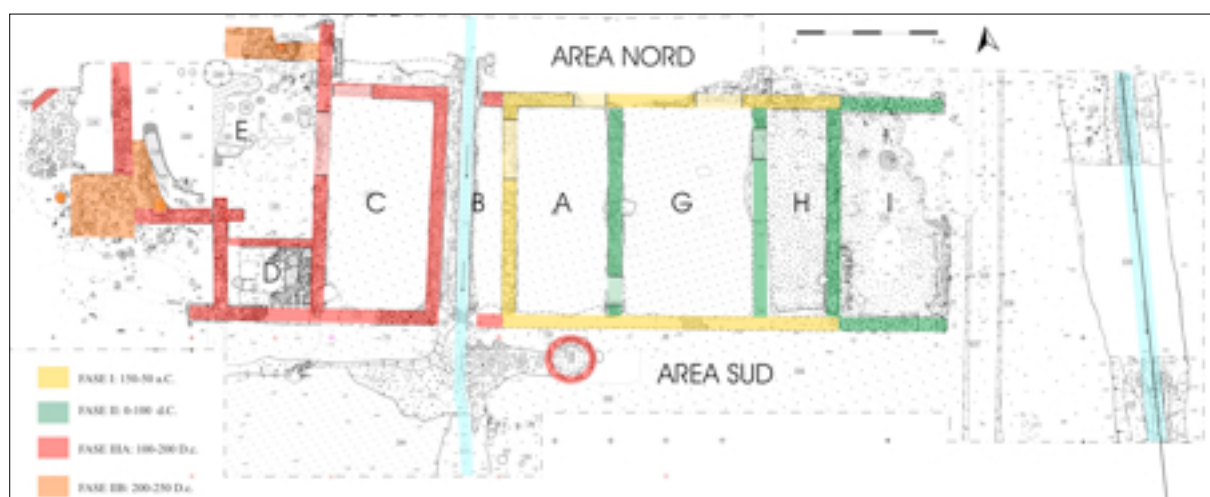 AREA NORD
E
C
B
A
G
H
I
D
AREA SUD
FASE I: 150-50 a.C.
FASE II: 0-100 d.C.
FASE IIIA: 100-200 D.c.
FASE IIIB: 200-250 D.c.